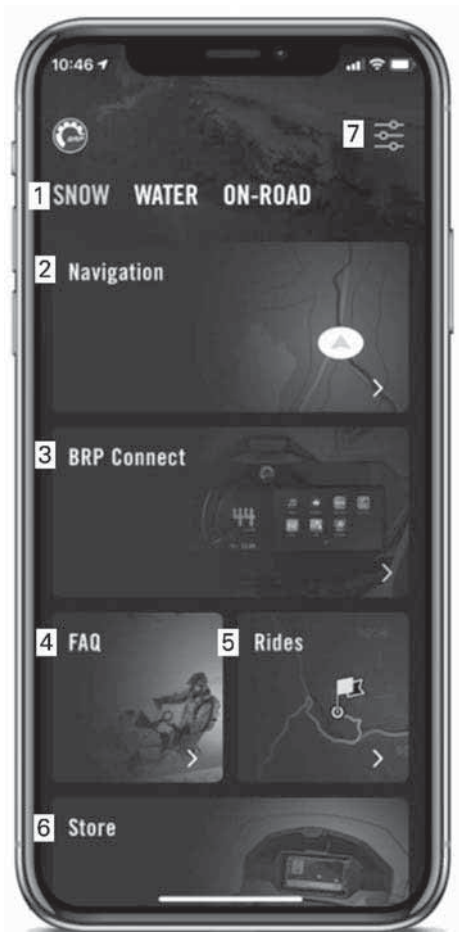 10:46
7
1 SNOW WATER ON-ROAD
2 Navigation
3 BRP Connect
44
4 FAQ
5 Rides
6 Store